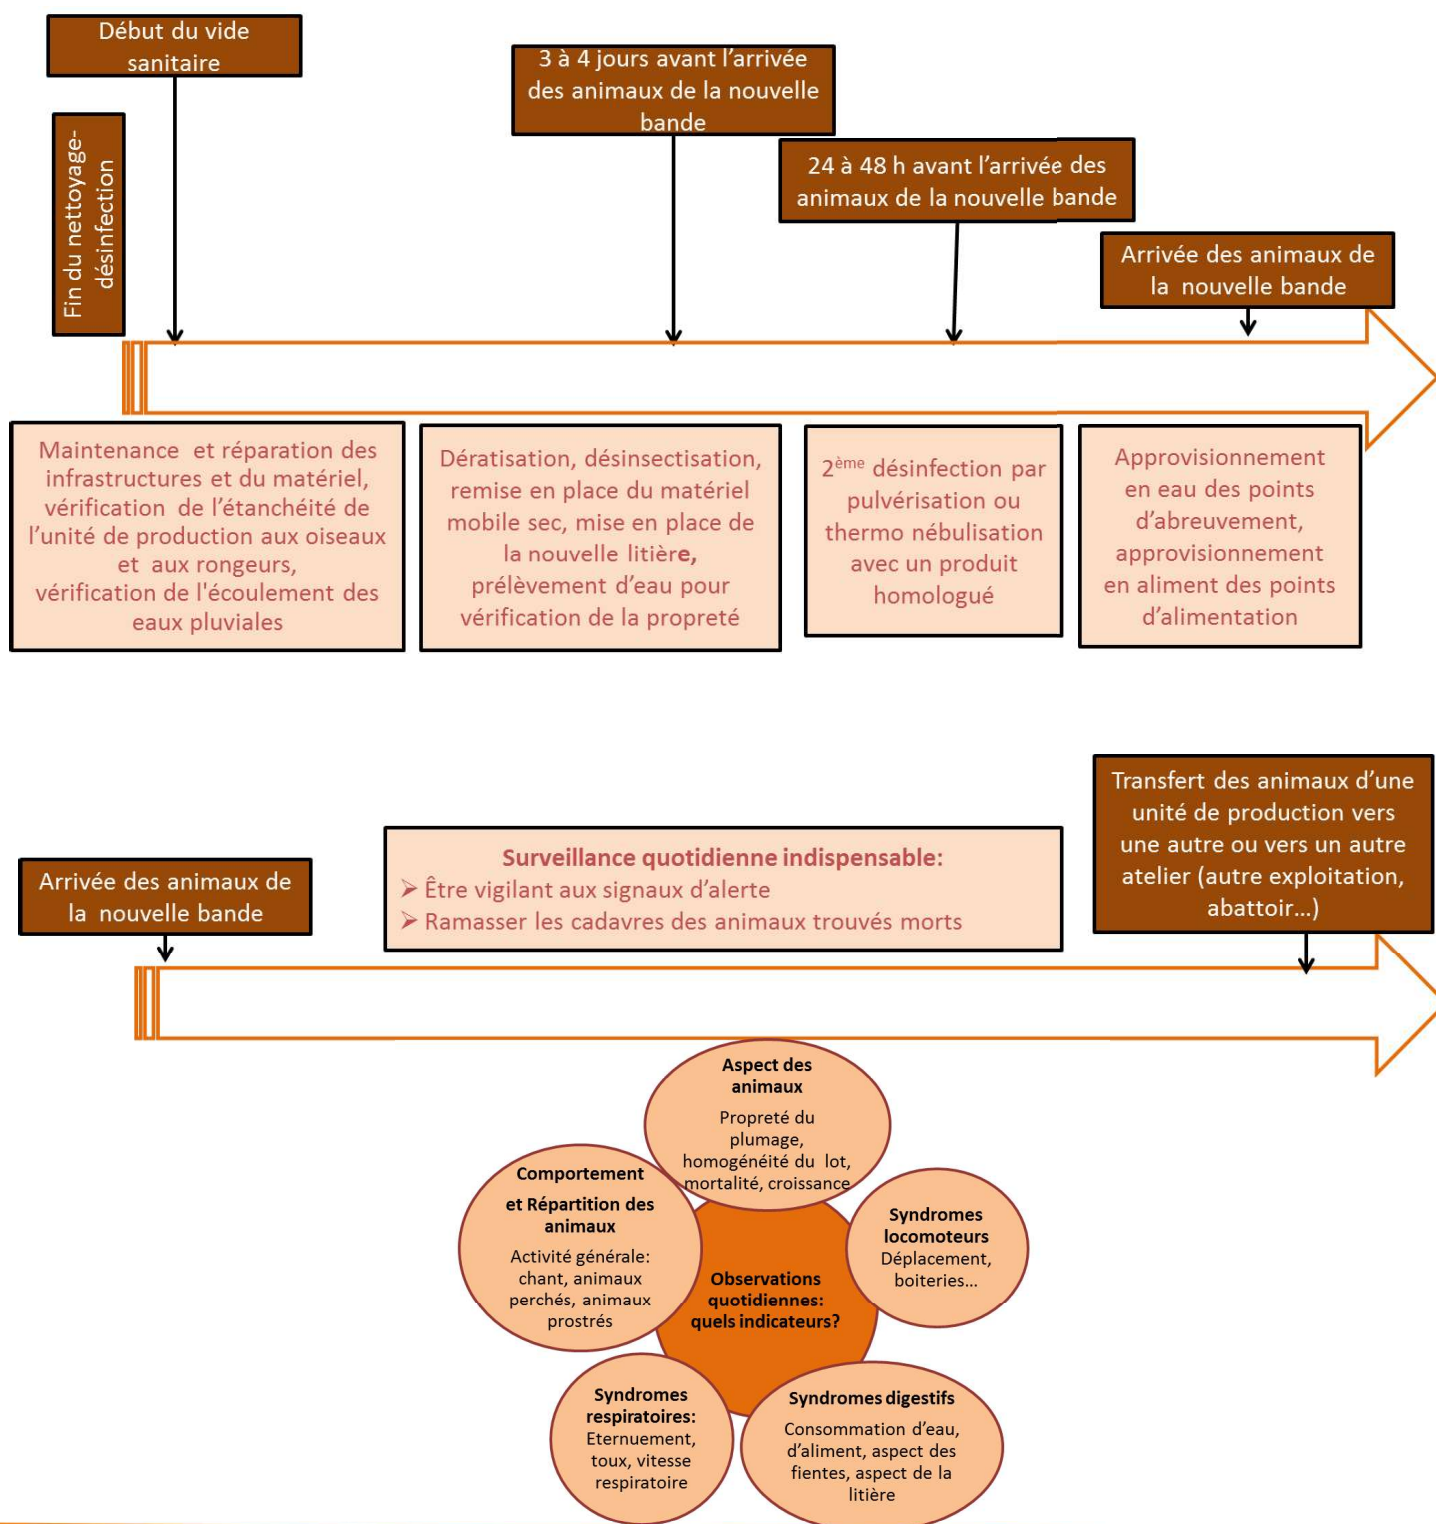 Début du vide
sanitaire
Fin du nettoyage-
désinfection
3 à 4 jours avant l’arrivée
des animaux de la nouvelle
bande
24 à 48 h avant l’arrivée des
animaux de la nouvelle bande
Arrivée des animaux de
la nouvelle bande
Maintenance et réparation des
infrastructures et du matériel,
vérification de l’étanchéité de
l’unité de production aux oiseaux
et aux rongeurs,
vérification de l'écoulement des
eaux pluviales
Dératisation, désinsectisation,
remise en place du matériel
mobile sec, mise en place de
la nouvelle litière,
prélèvement d’eau pour
vérification de la propreté
2ème désinfection par
pulvérisation ou
thermo nébulisation
avec un produit
homologué
Approvisionnement
en eau des points
d’abreuvement,
approvisionnement
en aliment des points
d’alimentation
Arrivée des animaux de
la nouvelle bande
Surveillance quotidienne indispensable:
➢ Être vigilant aux signaux d’alerte
➢ Ramasser les cadavres des animaux trouvés morts
Transfert des animaux d’une
unité de production vers
une autre ou vers un autre
atelier (autre exploitation,
abattoir…)
Aspect des
animaux
Propreté du
plumage,
homogénéité du lot,
mortalité, croissance
Comportement
et Répartition des
animaux
Activité générale:
chant, animaux
perchés, animaux
prostrés
Syndromes
locomoteurs
Déplacement,
boiteries…
Observations
quotidiennes:
quels indicateurs?
Syndromes
respiratoires:
Eternuement,
toux, vitesse
respiratoire
Syndromes digestifs
Consommation d’eau,
d’aliment, aspect des
fientes, aspect de la
litière